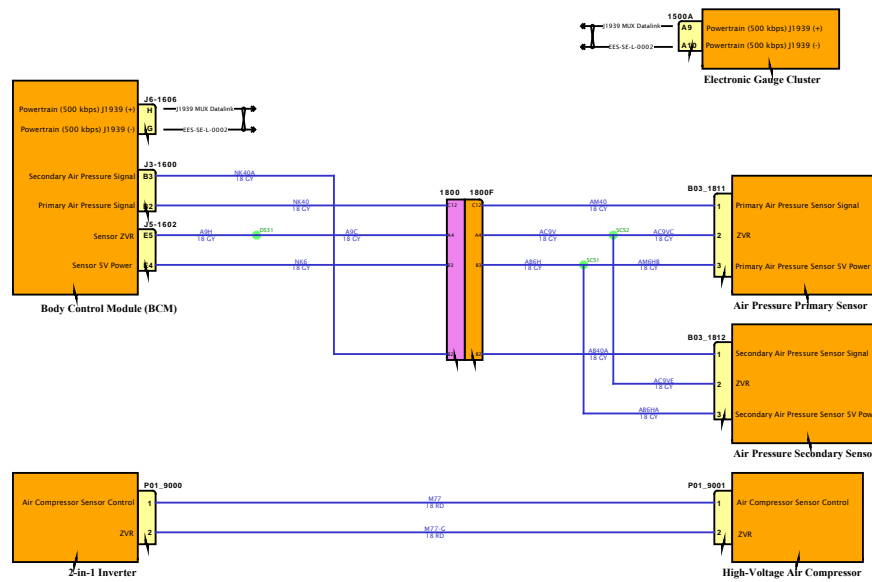 1500A
J1939 MUX Datalink
A9
Powertrain (500 kbps) J1939 (+)
EES-SE-L-0002
A10
Powertrain (500 kbps) J1939 (-)
Electronic Gauge Cluster
J6-1606
Powertrain (500 kbps) J1939 (+)
H
J1939 MUX Datalink
Powertrain (500 kbps) J1939 (-)
G
EES-SE-L-0002
J3-1600
Secondary Air Pressure Signal
B3
NK40A
18 GY
Primary Air Pressure Signal
B2
NK40
18 GY
J5-1602
Sensor ZVR
E5
A9H
18 GY
DSS1
A9C
18 GY
Sensor 5V Power
E4
NK6
18 GY
Body Control Module (BCM)
1800
1800F
C12
C12
A4
A4
B3
B3
B2
B2
AM40
18 GY
B03_1811
1
Primary Air Pressure Sensor Signal
AC9V
18 GY
SCS2
AC9VC
18 GY
2
ZVR
A86H
18 GY
SCS1
AM6HB
18 GY
3
Primary Air Pressure Sensor 5V Power
Air Pressure Primary Sensor
B03_1812
A840A
18 GY
1
Secondary Air Pressure Sensor Signal
AC9VE
18 GY
2
ZVR
A86HA
18 GY
3
Secondary Air Pressure Sensor 5V Pow
Air Pressure Secondary Senso
P01_9000
Air Compressor Sensor Control
1
M77
18 RD
ZVR
2
M77-G
18 RD
2-in-1 Inverter
P01_9001
1
Air Compressor Sensor Control
2
ZVR
High-Voltage Air Compressor